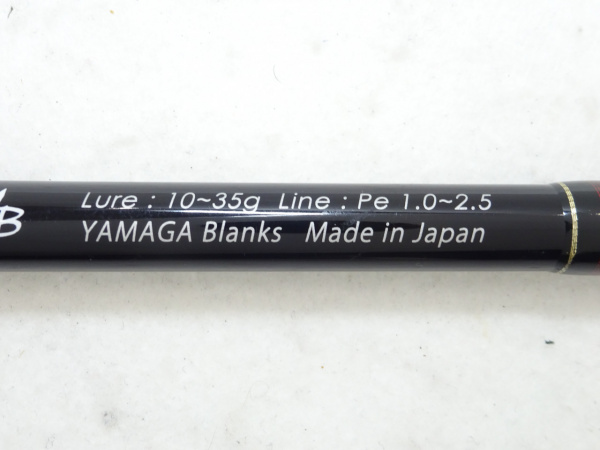 Lure : 10~35g Line : Pe 1.0~2.5
YAMAGA Blanks Made in Japan